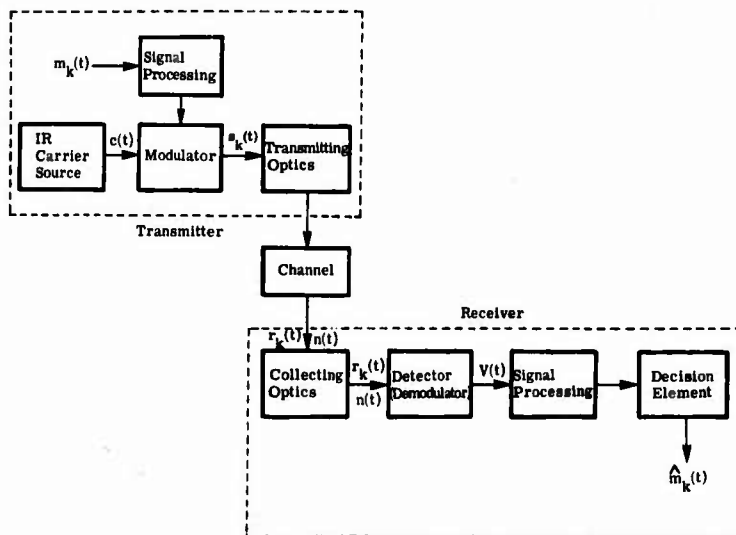 m_k(t)
Signal
Processing
IR
Carrier
Source
c(t)
Modulator
s_k(t)
Transmitting
Optics
Transmitter
Channel
Receiver
r_k(t) n(t)
Collecting
Optics
r_k(t)
n(t)
Detector
(Demodulator)
V(t)
Signal
Processing
Decision
Element
m̂_k(t)